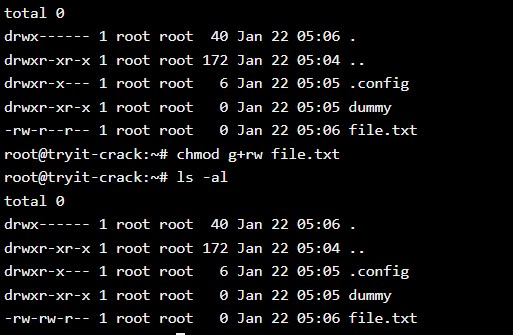 total 0
drwx------ 1 root root  40 Jan 22 05:06 .
drwxr-xr-x 1 root root 172 Jan 22 05:04 ..
drwxr-x--- 1 root root   6 Jan 22 05:05 .config
drwxr-xr-x 1 root root   0 Jan 22 05:05 dummy
-rw-r--r-- 1 root root   0 Jan 22 05:06 file.txt
root@tryit-crack:~# chmod g+rw file.txt
root@tryit-crack:~# ls -al
total 0
drwx------ 1 root root  40 Jan 22 05:06 .
drwxr-xr-x 1 root root 172 Jan 22 05:04 ..
drwxr-x--- 1 root root   6 Jan 22 05:05 .config
drwxr-xr-x 1 root root   0 Jan 22 05:05 dummy
-rw-rw-r-- 1 root root   0 Jan 22 05:06 file.txt